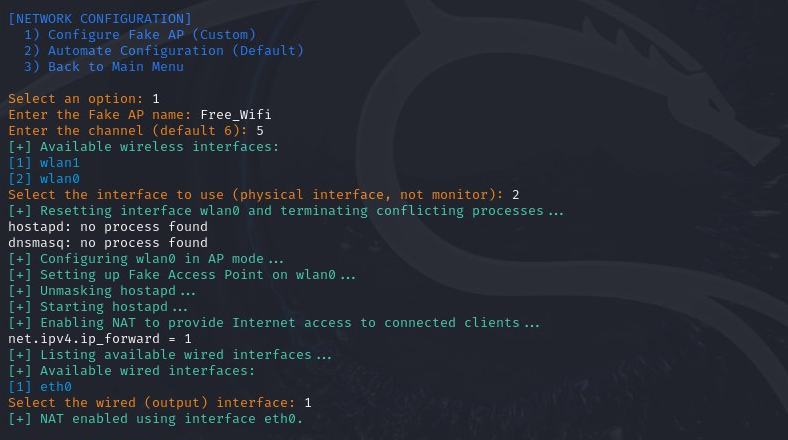 [NETWORK CONFIGURATION]
1) Configure Fake AP (Custom)
2) Automate Configuration (Default)
3) Back to Main Menu
Select an option: 1
Enter the Fake AP name: Free_Wifi
Enter the channel (default 6): 5
[+] Available wireless interfaces:
[1] wlan1
[2] wlan0
Select the interface to use (physical interface, not monitor): 2
[+] Resetting interface wlan0 and terminating conflicting processes...
hostapd: no process found
dnsmasq: no process found
[+] Configuring wlan0 in AP mode...
[+] Setting up Fake Access Point on wlan0...
[+] Unmasking hostapd...
[+] Starting hostapd...
[+] Enabling NAT to provide Internet access to connected clients...
net.ipv4.ip_forward = 1
[+] Listing available wired interfaces...
[+] Available wired interfaces:
[1] eth0
Select the wired (output) interface: 1
[+] NAT enabled using interface eth0.